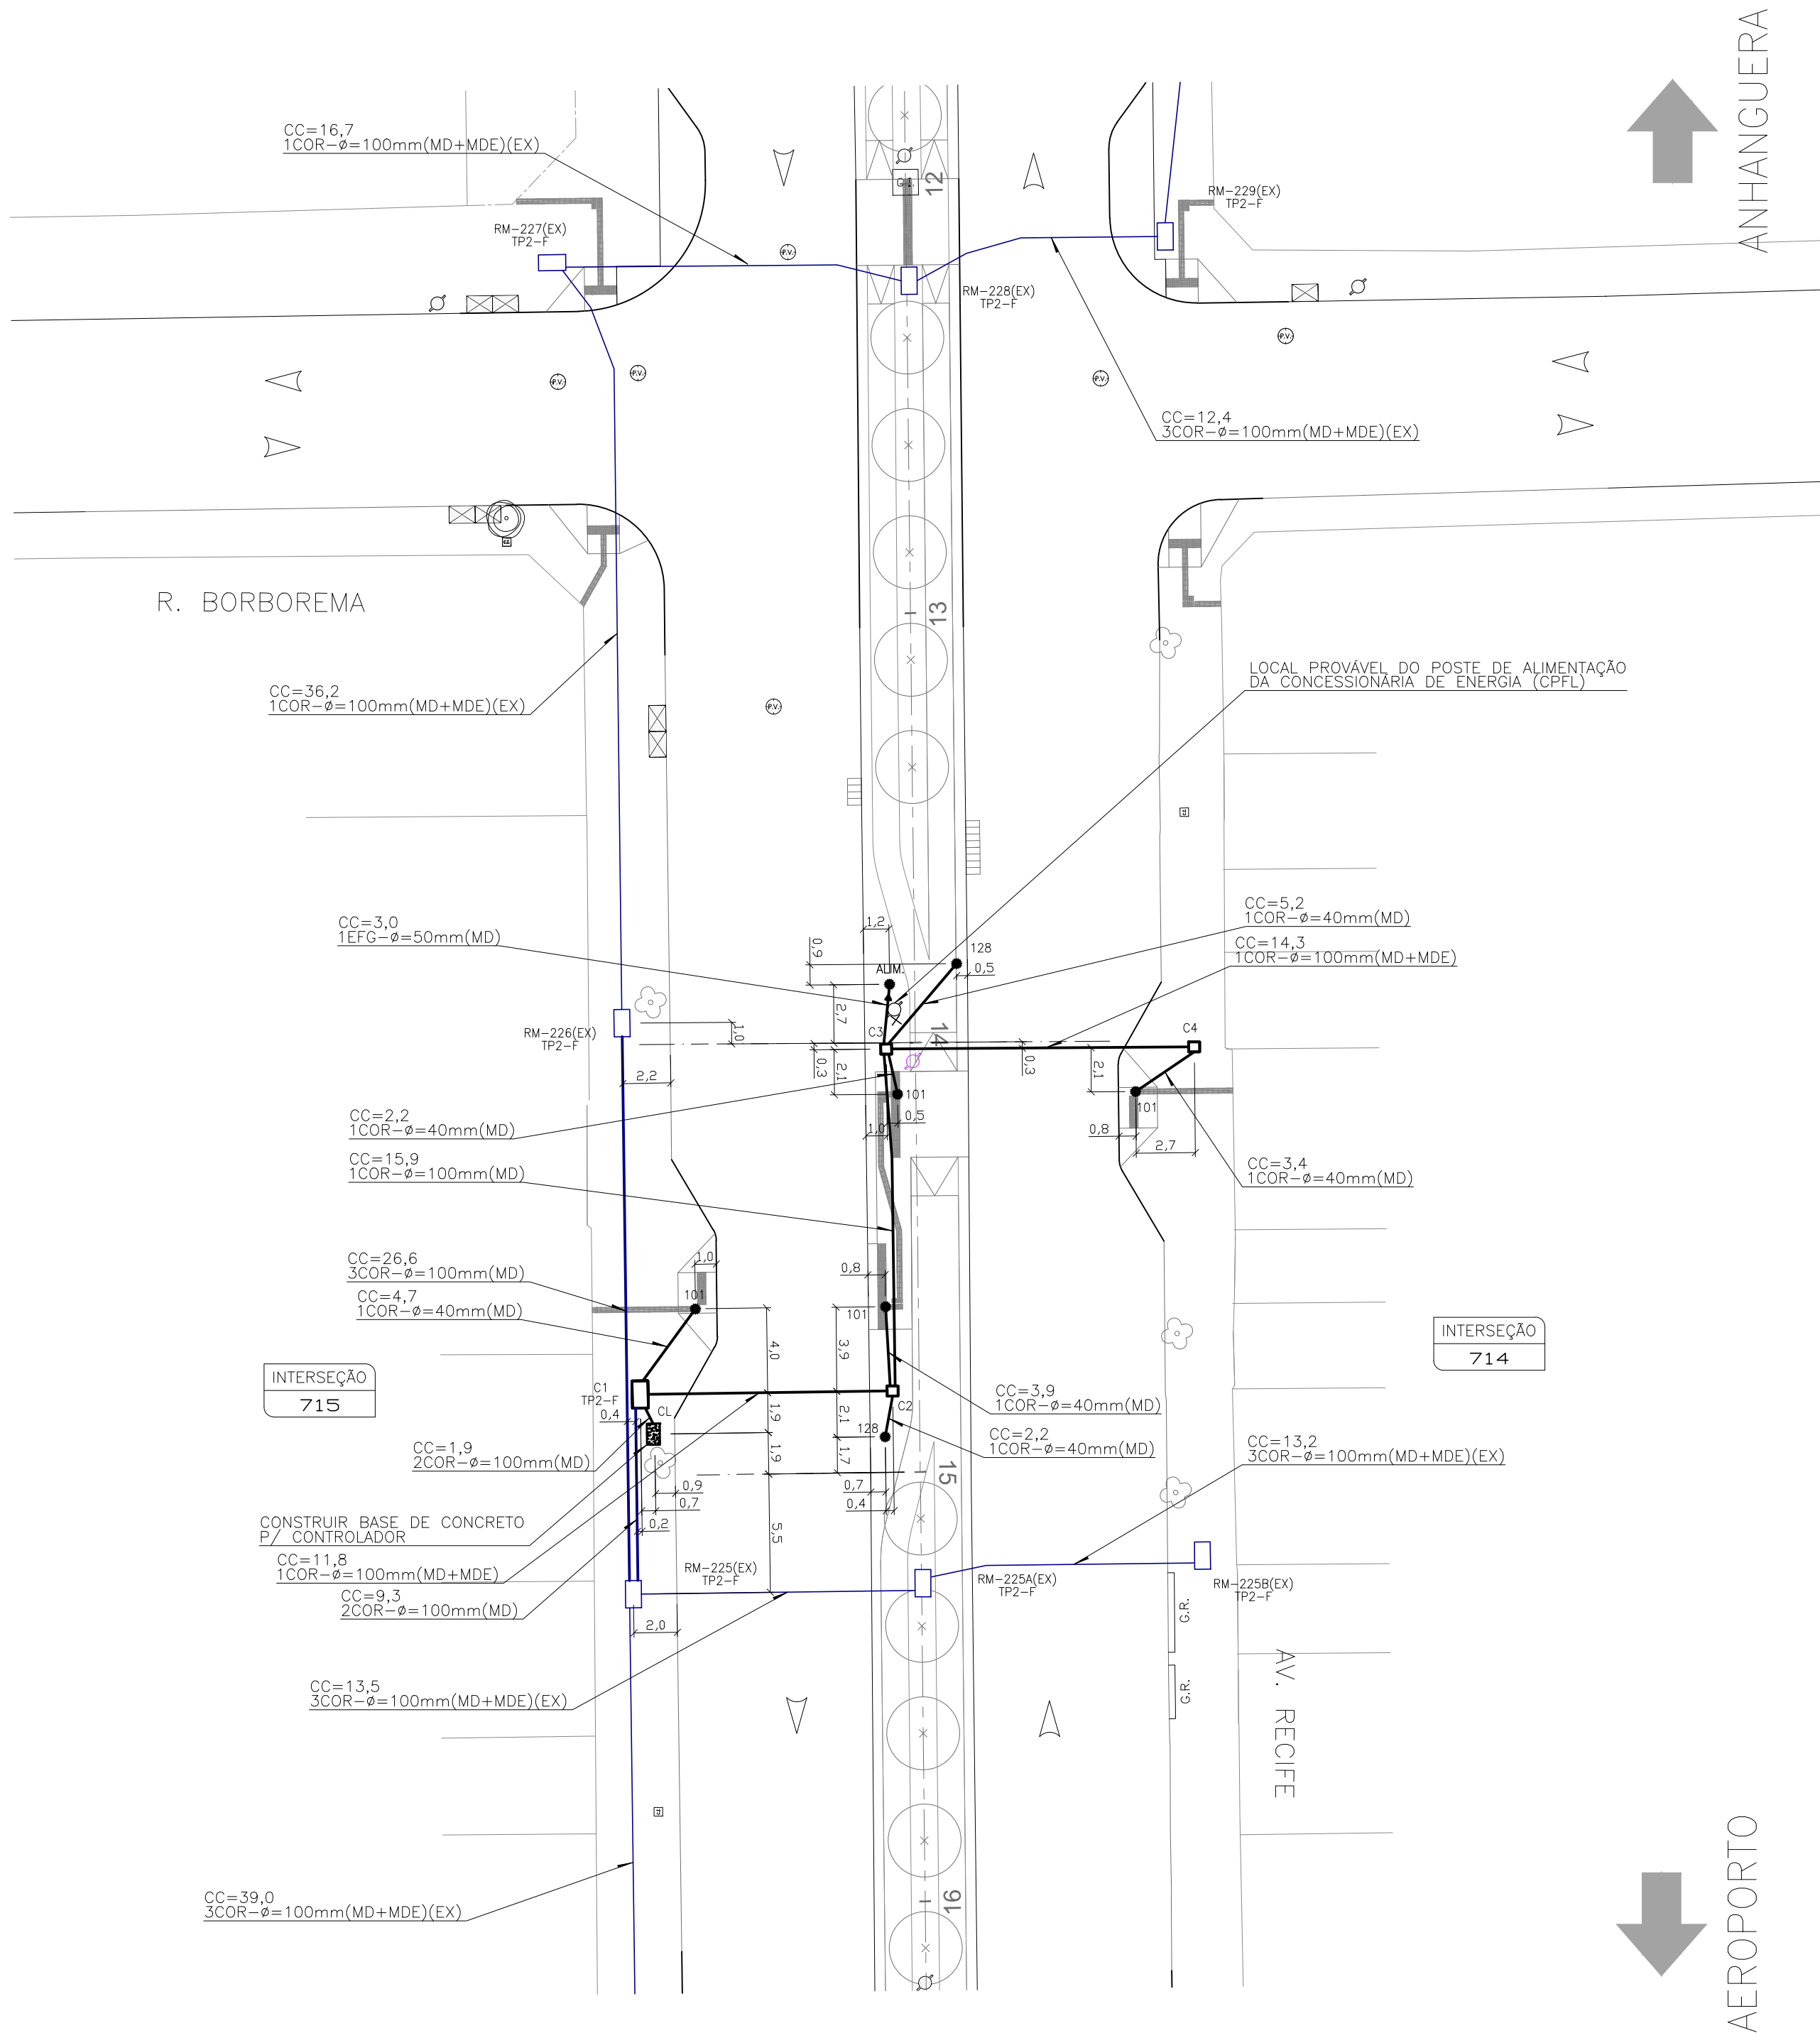 ANHANGUERA
CC=16,7
1COR-ø=100mm(MD+MDE)(EX)
12
RM-229(EX)
TP2-F
RM-227(EX)
TP2-F
P.V.
RM-228(EX)
TP2-F
P.V.
P.V.
P.V.
P.V.
CC=12,4
3COR-ø=100mm(MD+MDE)(EX)
R. BORBOREMA
13
LOCAL PROVÁVEL DO POSTE DE ALIMENTAÇÃO
DA CONCESSIONÁRIA DE ENERGIA (CPFL)
CC=36,2
1COR-ø=100mm(MD+MDE)(EX)
P.V.
CC=3,0
1EFG-ø=50mm(MD)
1,2
0,9
128
0,5
ALIM.
CC=5,2
1COR-ø=40mm(MD)
CC=14,3
1COR-ø=100mm(MD+MDE)
2,7
RM-226(EX)
TP2-F
1,0
C3
14
C4
0,3
2,1
0,3
2,1
2,2
101
0,5
1,0
101
0,8
2,7
CC=2,2
1COR-ø=40mm(MD)
CC=15,9
1COR-ø=100mm(MD)
CC=3,4
1COR-ø=40mm(MD)
CC=26,6
3COR-ø=100mm(MD)
CC=4,7
1COR-ø=40mm(MD)
1,0
101
0,8
101
4,0
3,9
INTERSEÇÃO
714
INTERSEÇÃO
715
C1
TP2-F
CL
0,4
1,9
2,1
C2
128
CC=3,9
1COR-ø=40mm(MD)
CC=2,2
1COR-ø=40mm(MD)
CC=1,9
2COR-ø=100mm(MD)
1,9
1,7
15
CC=13,2
3COR-ø=100mm(MD+MDE)(EX)
0,9
0,7
0,2
0,7
0,4
CONSTRUIR BASE DE CONCRETO
P/ CONTROLADOR
5,5
CC=11,8
1COR-ø=100mm(MD+MDE)
CC=9,3
2COR-ø=100mm(MD)
RM-225(EX)
TP2-F
RM-225A(EX)
TP2-F
RM-225B(EX)
TP2-F
2,0
G.R.
G.R.
CC=13,5
3COR-ø=100mm(MD+MDE)(EX)
AV. RECIFE
CC=39,0
3COR-ø=100mm(MD+MDE)(EX)
16
AEROPORTO